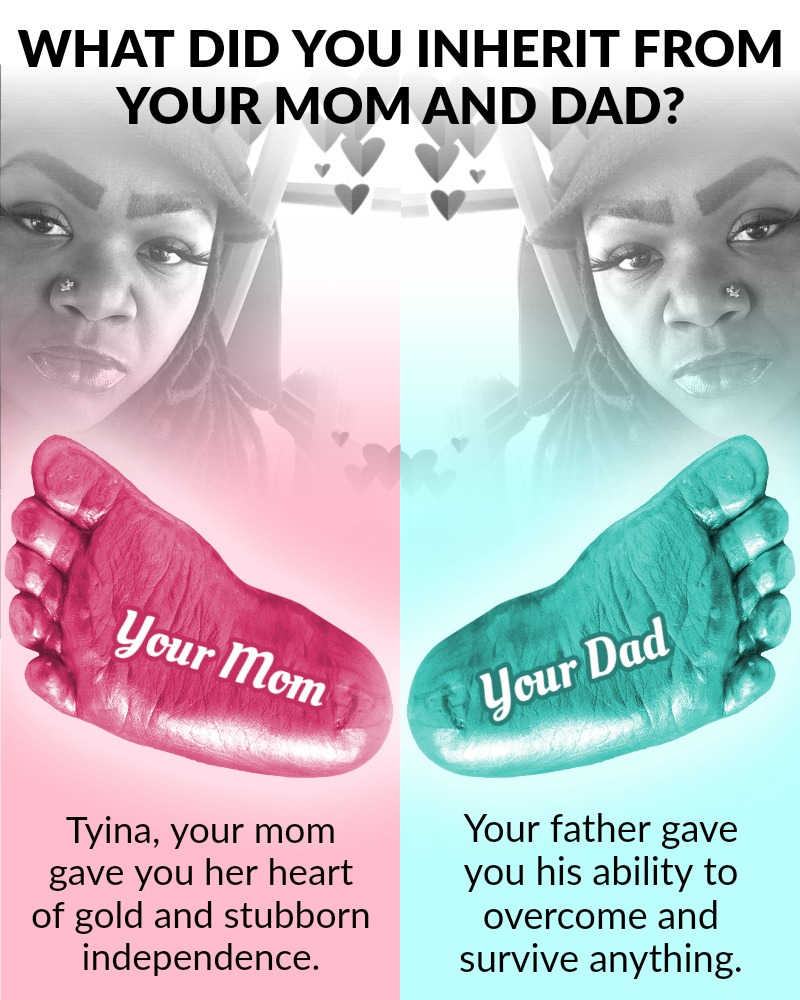 WHAT DID YOU INHERIT FROM
YOUR MOM AND DAD?
Your Mom
Your Dad
Tyina, your mom
gave you her heart
of gold and stubborn
independence.
Your father gave
you his ability to
overcome and
survive anything.